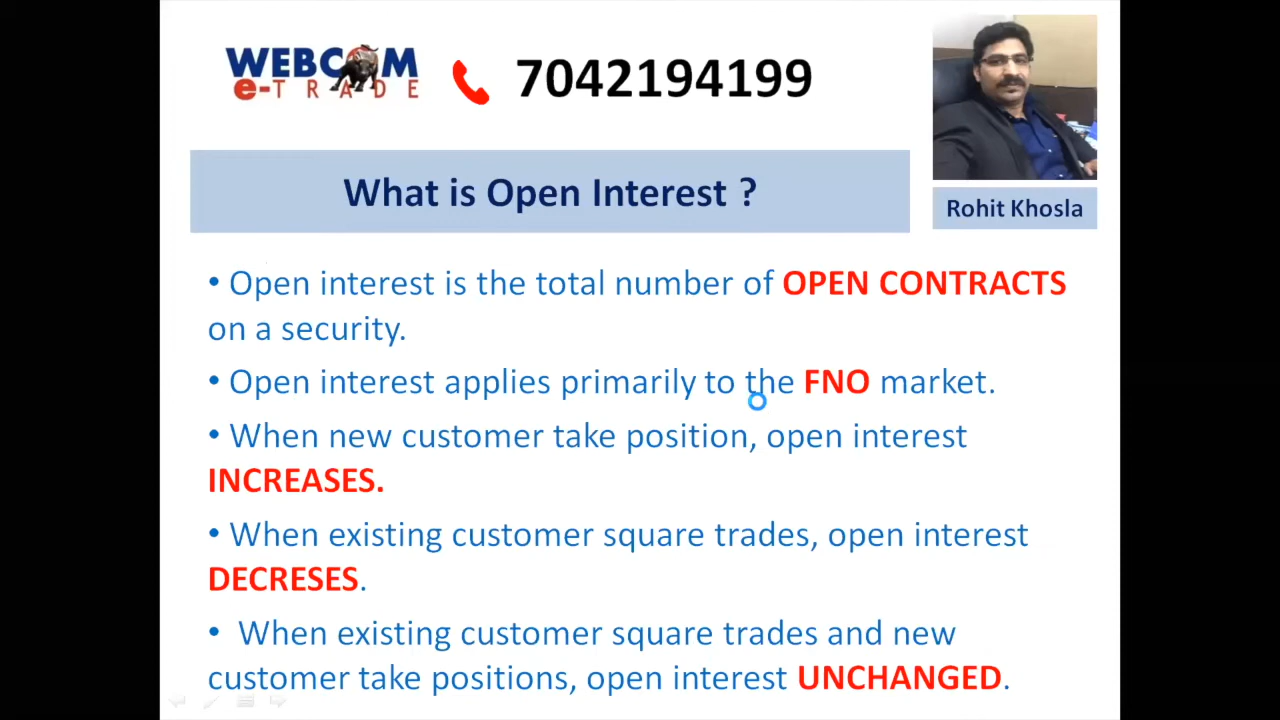 WEBCOM
e-TRADE
7042194199
What is Open Interest ?
Rohit Khosla
• Open interest is the total number of OPEN CONTRACTS
on a security.
• Open interest applies primarily to the FNO market.
• When new customer take position, open interest
INCREASES.
• When existing customer square trades, open interest
DECRESES.
• When existing customer square trades and new
customer take positions, open interest UNCHANGED.